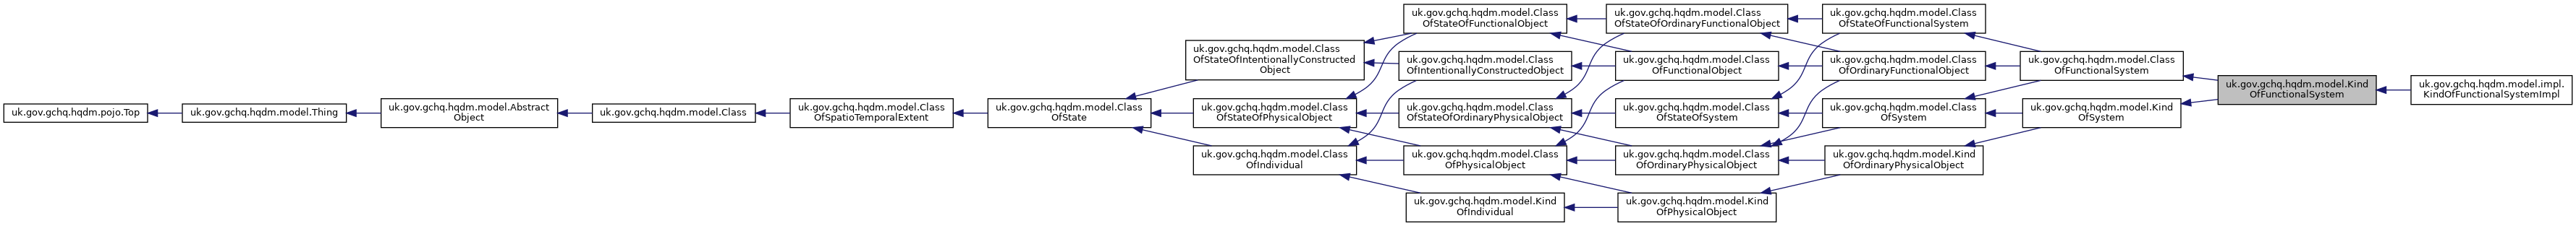 uk.gov.gchq.hqdm.pojo.Top
uk.gov.gchq.hqdm.model.Thing
uk.gov.gchq.hqdm.model.Abstract
Object
uk.gov.gchq.hqdm.model.Class
uk.gov.gchq.hqdm.model.Class
OfSpatioTemporalExtent
uk.gov.gchq.hqdm.model.Class
OfState
uk.gov.gchq.hqdm.model.Class
OfStateOfIntentionallyConstructed
Object
uk.gov.gchq.hqdm.model.Class
OfStateOfPhysicalObject
uk.gov.gchq.hqdm.model.Class
OfIndividual
uk.gov.gchq.hqdm.model.Class
OfStateOfFunctionalObject
uk.gov.gchq.hqdm.model.Class
OfIntentionallyConstructedObject
uk.gov.gchq.hqdm.model.Class
OfStateOfOrdinaryPhysicalObject
uk.gov.gchq.hqdm.model.Class
OfPhysicalObject
uk.gov.gchq.hqdm.model.Kind
OfIndividual
uk.gov.gchq.hqdm.model.Class
OfStateOfOrdinaryFunctionalObject
uk.gov.gchq.hqdm.model.Class
OfFunctionalObject
uk.gov.gchq.hqdm.model.Class
OfStateOfSystem
uk.gov.gchq.hqdm.model.Class
OfOrdinaryPhysicalObject
uk.gov.gchq.hqdm.model.Kind
OfPhysicalObject
uk.gov.gchq.hqdm.model.Class
OfStateOfFunctionalSystem
uk.gov.gchq.hqdm.model.Class
OfOrdinaryFunctionalObject
uk.gov.gchq.hqdm.model.Class
OfSystem
uk.gov.gchq.hqdm.model.Kind
OfOrdinaryPhysicalObject
uk.gov.gchq.hqdm.model.Class
OfFunctionalSystem
uk.gov.gchq.hqdm.model.Kind
OfSystem
uk.gov.gchq.hqdm.model.Kind
OfFunctionalSystem
uk.gov.gchq.hqdm.model.impl.
KindOfFunctionalSystemImpl